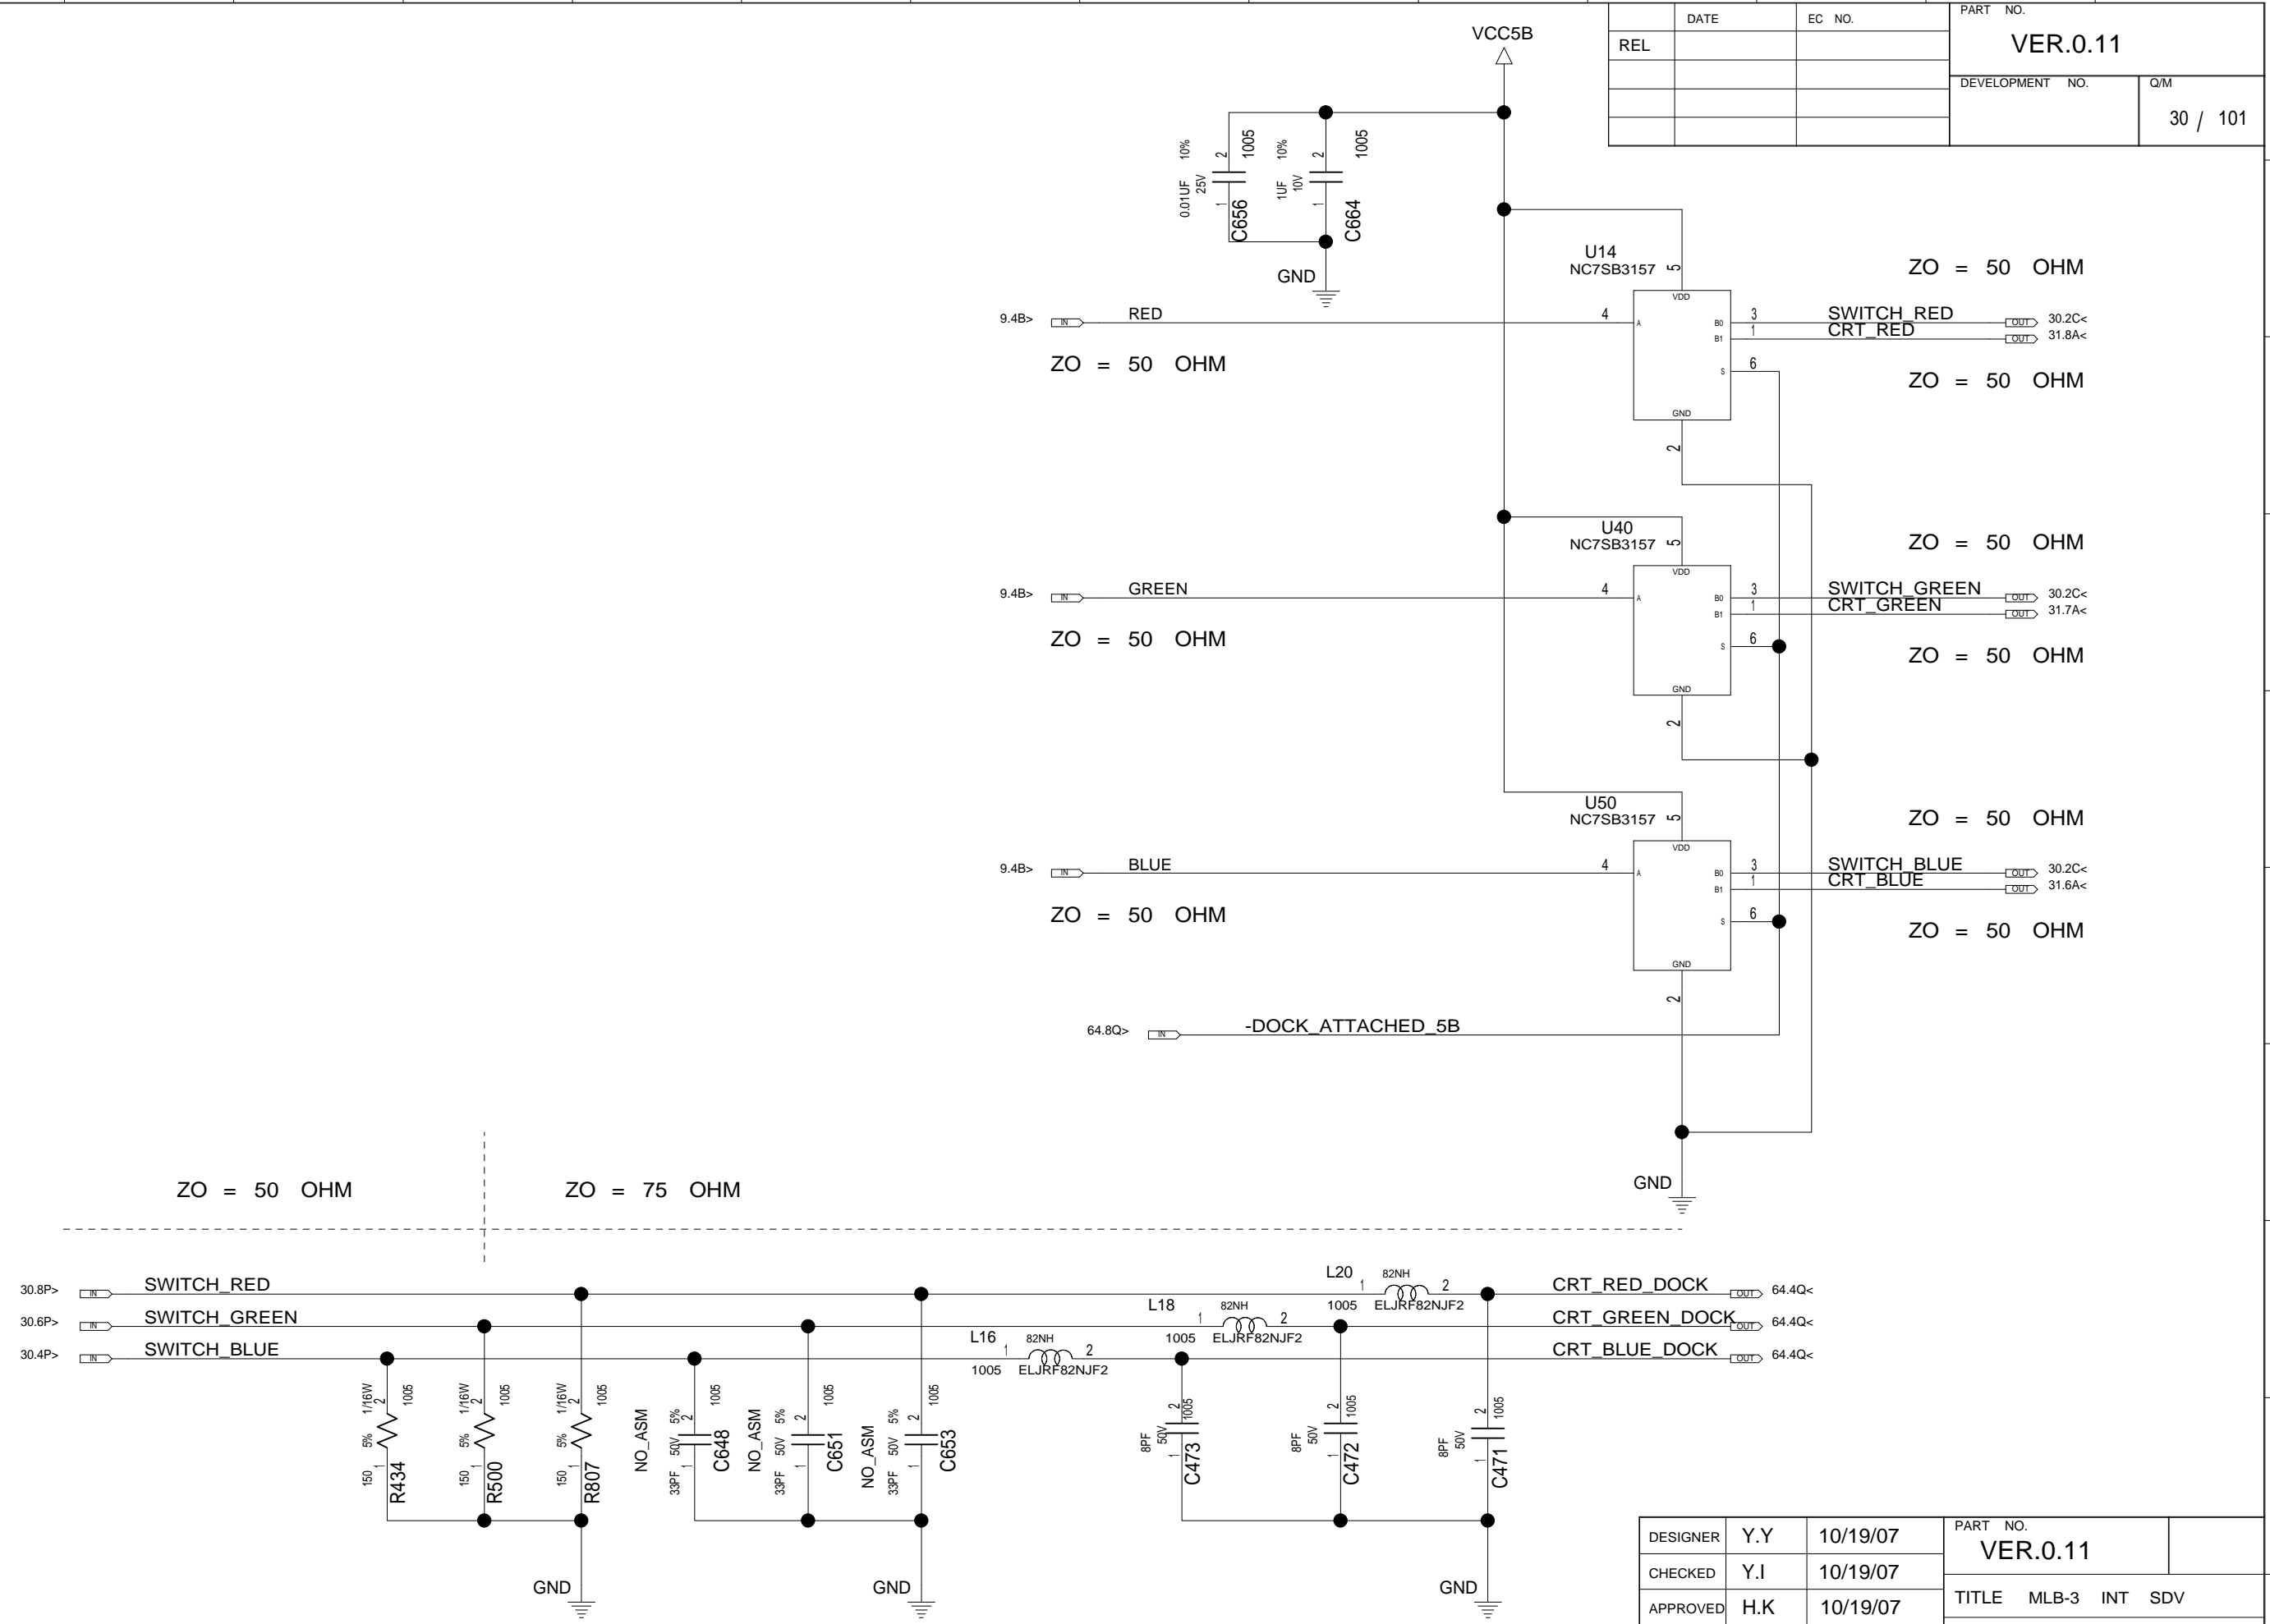 DATE EC NO. PART NO.
REL VER.0.11
DEVELOPMENT NO. Q/M
30 / 101
VCC5B
0.01UF 10%
25V
2 1
1005
C656
1UF 10%
10V
2 1
1005
C664
GND
U14
NC7SB3157
5
VDD
ZO = 50 OHM
9.4B> IN RED 4 A B0 3 SWITCH_RED OUT 30.2C<
B1 1 CRT_RED OUT 31.8A<
ZO = 50 OHM
S 6
ZO = 50 OHM
GND
2
U40
NC7SB3157
5
VDD
ZO = 50 OHM
9.4B> IN GREEN 4 A B0 3 SWITCH_GREEN OUT 30.2C<
B1 1 CRT_GREEN OUT 31.7A<
ZO = 50 OHM
S 6
ZO = 50 OHM
GND
2
U50
NC7SB3157
5
VDD
ZO = 50 OHM
9.4B> IN BLUE 4 A B0 3 SWITCH_BLUE OUT 30.2C<
B1 1 CRT_BLUE OUT 31.6A<
ZO = 50 OHM
S 6
ZO = 50 OHM
GND
2
64.8Q> IN -DOCK_ATTACHED_5B
GND
ZO = 50 OHM ZO = 75 OHM
30.8P> IN SWITCH_RED
L20 82NH
1 2
1005 ELJRF82NJF2
CRT_RED_DOCK OUT 64.4Q<
30.6P> IN SWITCH_GREEN
L18 82NH
1 2
1005 ELJRF82NJF2
CRT_GREEN_DOCK OUT 64.4Q<
30.4P> IN SWITCH_BLUE
L16 82NH
1 2
1005 ELJRF82NJF2
CRT_BLUE_DOCK OUT 64.4Q<
150 5% 1/16W
1 2
R434 1005
150 5% 1/16W
1 2
R500 1005
150 5% 1/16W
1 2
R807 1005
NO_ASM
33PF 50V 5%
1 2
C648 1005
NO_ASM
33PF 50V 5%
1 2
C651 1005
NO_ASM
33PF 50V 5%
1 2
C653 1005
8PF
50V
1 2
C473 1005
8PF
50V
1 2
C472 1005
8PF
50V
1 2
C471 1005
GND GND GND
DESIGNER Y.Y 10/19/07 PART NO.
VER.0.11
CHECKED Y.I 10/19/07
APPROVED H.K 10/19/07 TITLE MLB-3 INT SDV